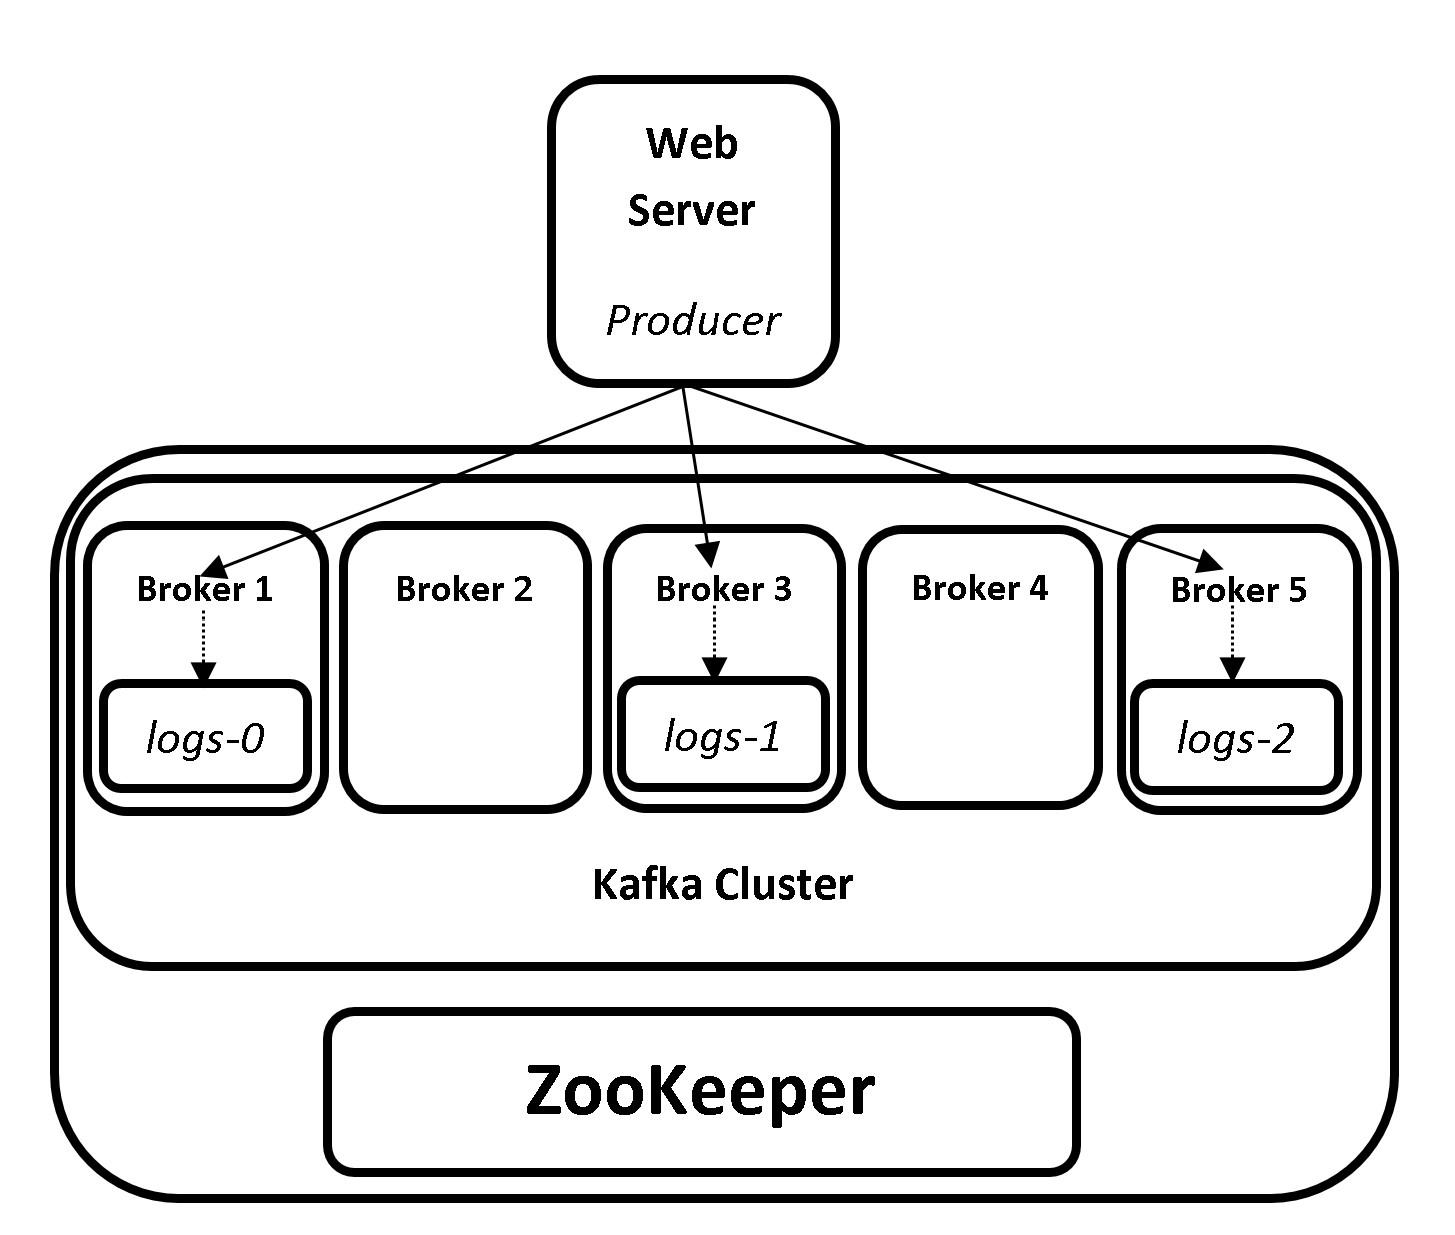 Web
Server
Producer
Broker 1
Broker 2
Broker 3
Broker 4
Broker 5
logs-0
logs-1
logs-2
Kafka Cluster
ZooKeeper